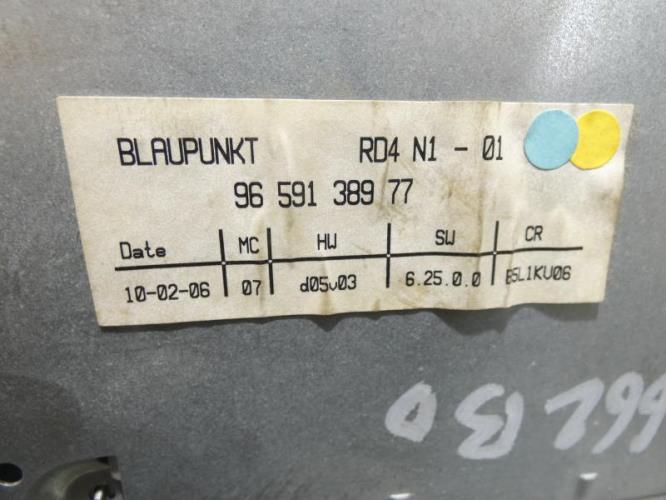 BLAUPUNKT RD4 N1 - 01
96 591 389 77
Date MC HW SW CR
10-02-06 07 d05v03 6.25.0.0 B5L1KV06